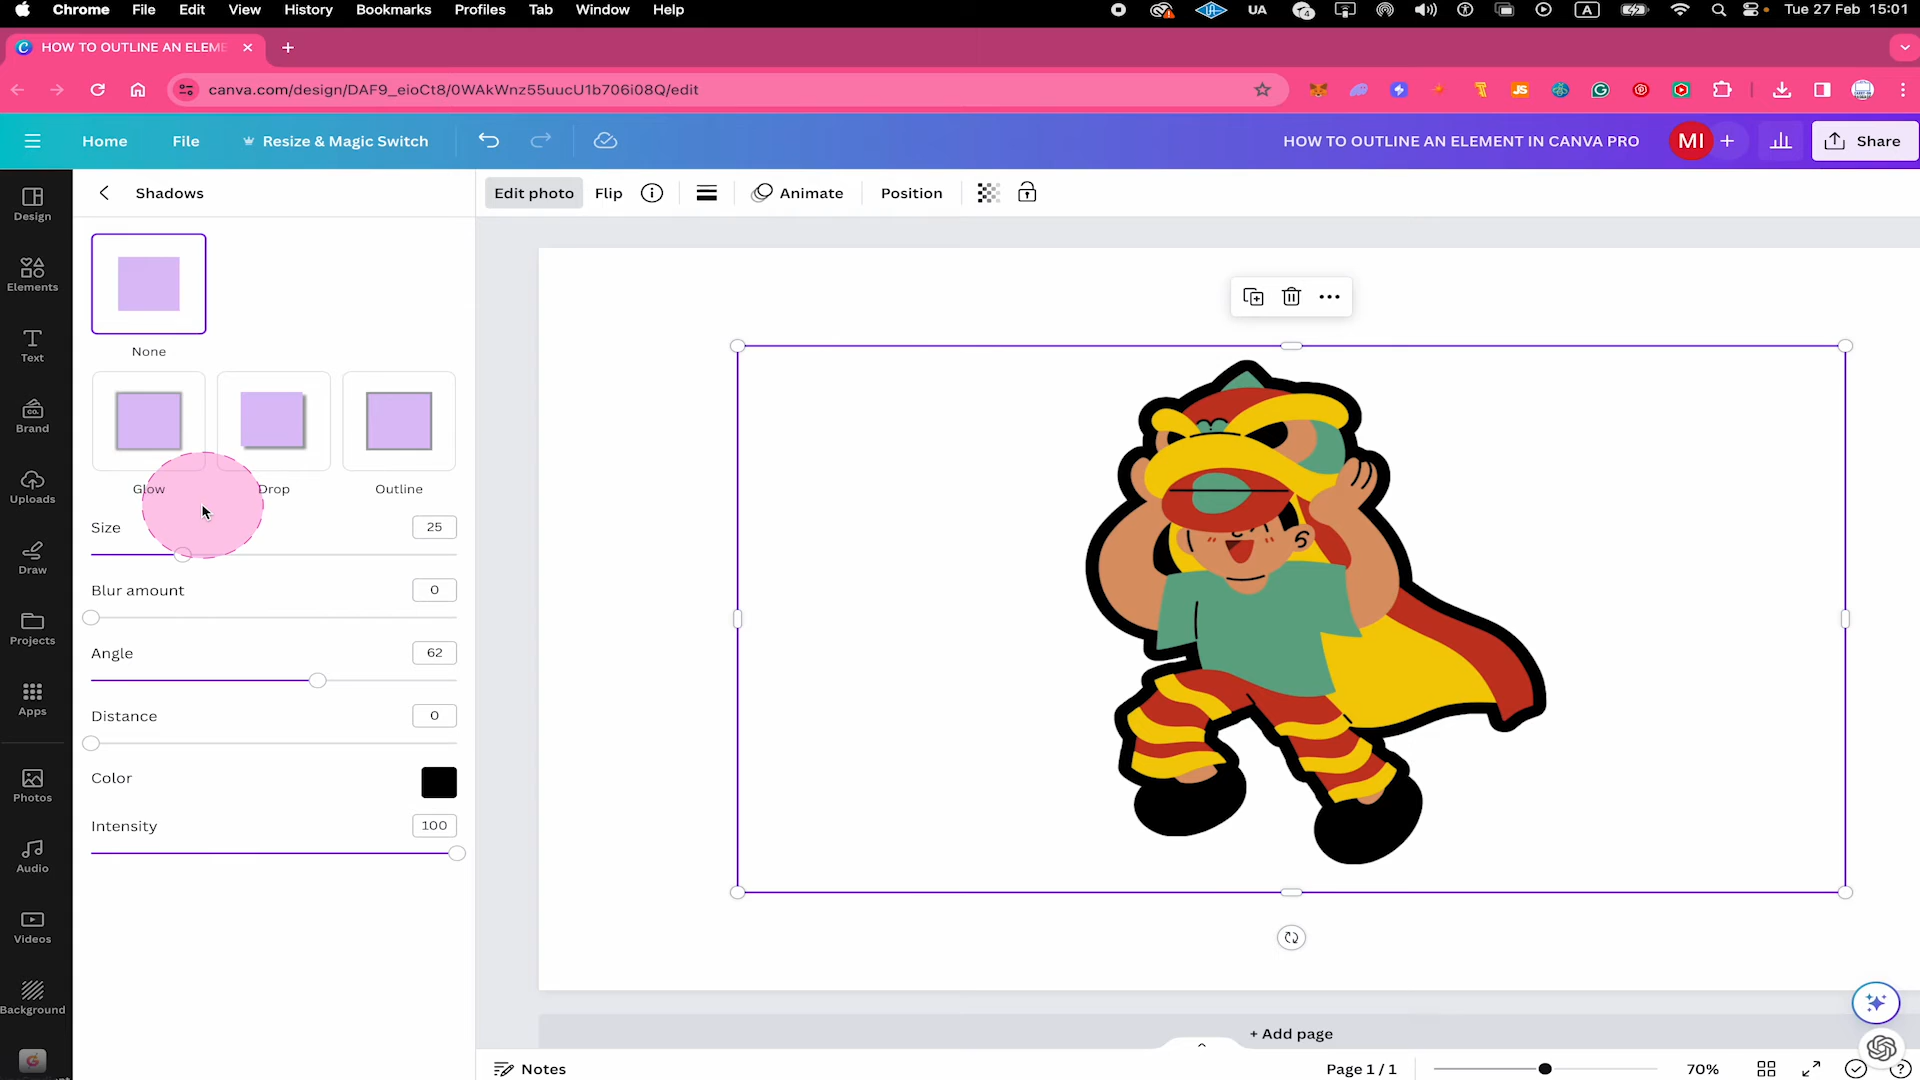 Chrome File Edit View History Bookmarks Profiles Tab Window Help UA 4 A Tue 27 Feb 15:01
HOW TO OUTLINE AN ELEME
canva.com/design/DAF9_eioCt8/0WAkWnz55uucU1b706i08Q/edit JS
Home File Resize & Magic Switch HOW TO OUTLINE AN ELEMENT IN CANVA PRO MI + Share
Shadows
Edit photo Flip Animate Position
Design
Elements
Text
Brand
Uploads
Draw
Projects
Apps
Photos
Audio
Videos
Background
None
Glow Drop Outline
Size 25
Blur amount 0
Angle 62
Distance 0
Color
Intensity 100
+ Add page
Notes Page 1 / 1 70%